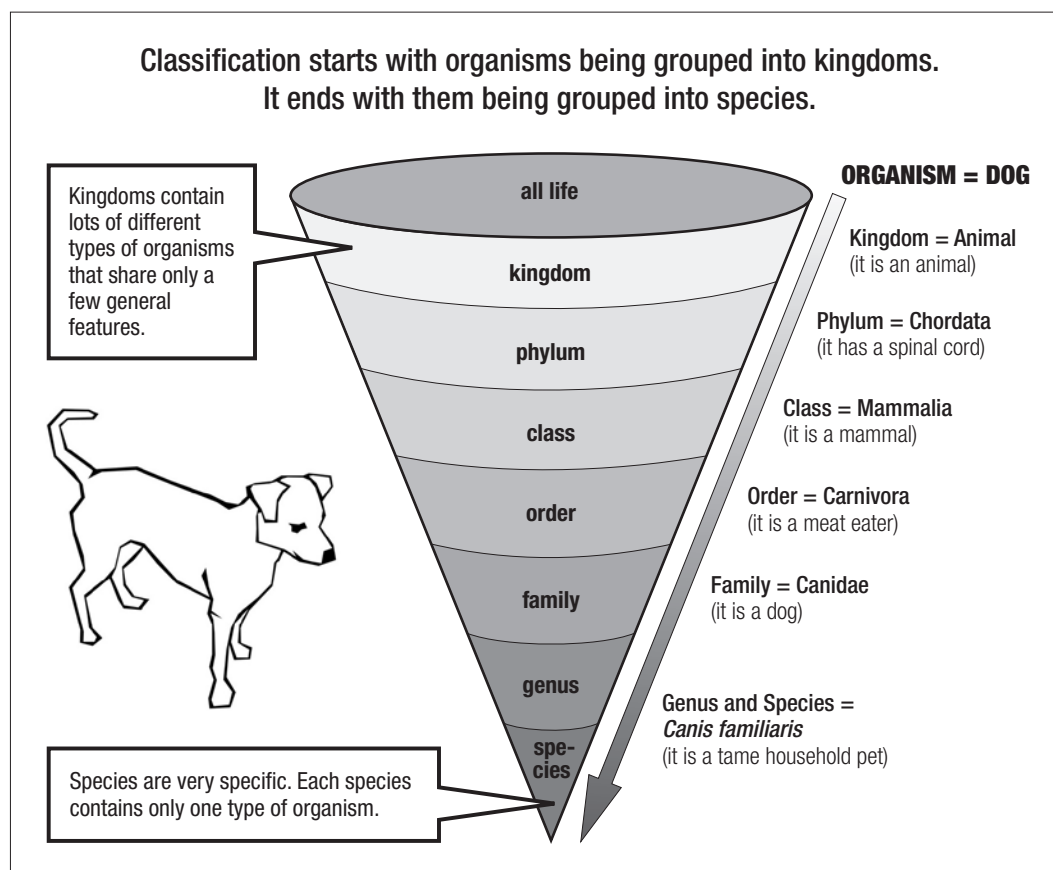 Classification starts with organisms being grouped into kingdoms.
It ends with them being grouped into species.
Kingdoms contain
lots of different
types of organisms
that share only a
few general
features.
all life
kingdom
phylum
class
order
family
genus
spe-
cies
ORGANISM = DOG
Kingdom = Animal
(it is an animal)
Phylum = Chordata
(it has a spinal cord)
Class = Mammalia
(it is a mammal)
Order = Carnivora
(it is a meat eater)
Family = Canidae
(it is a dog)
Genus and Species =
Canis familiaris
(it is a tame household pet)
Species are very specific. Each species
contains only one type of organism.